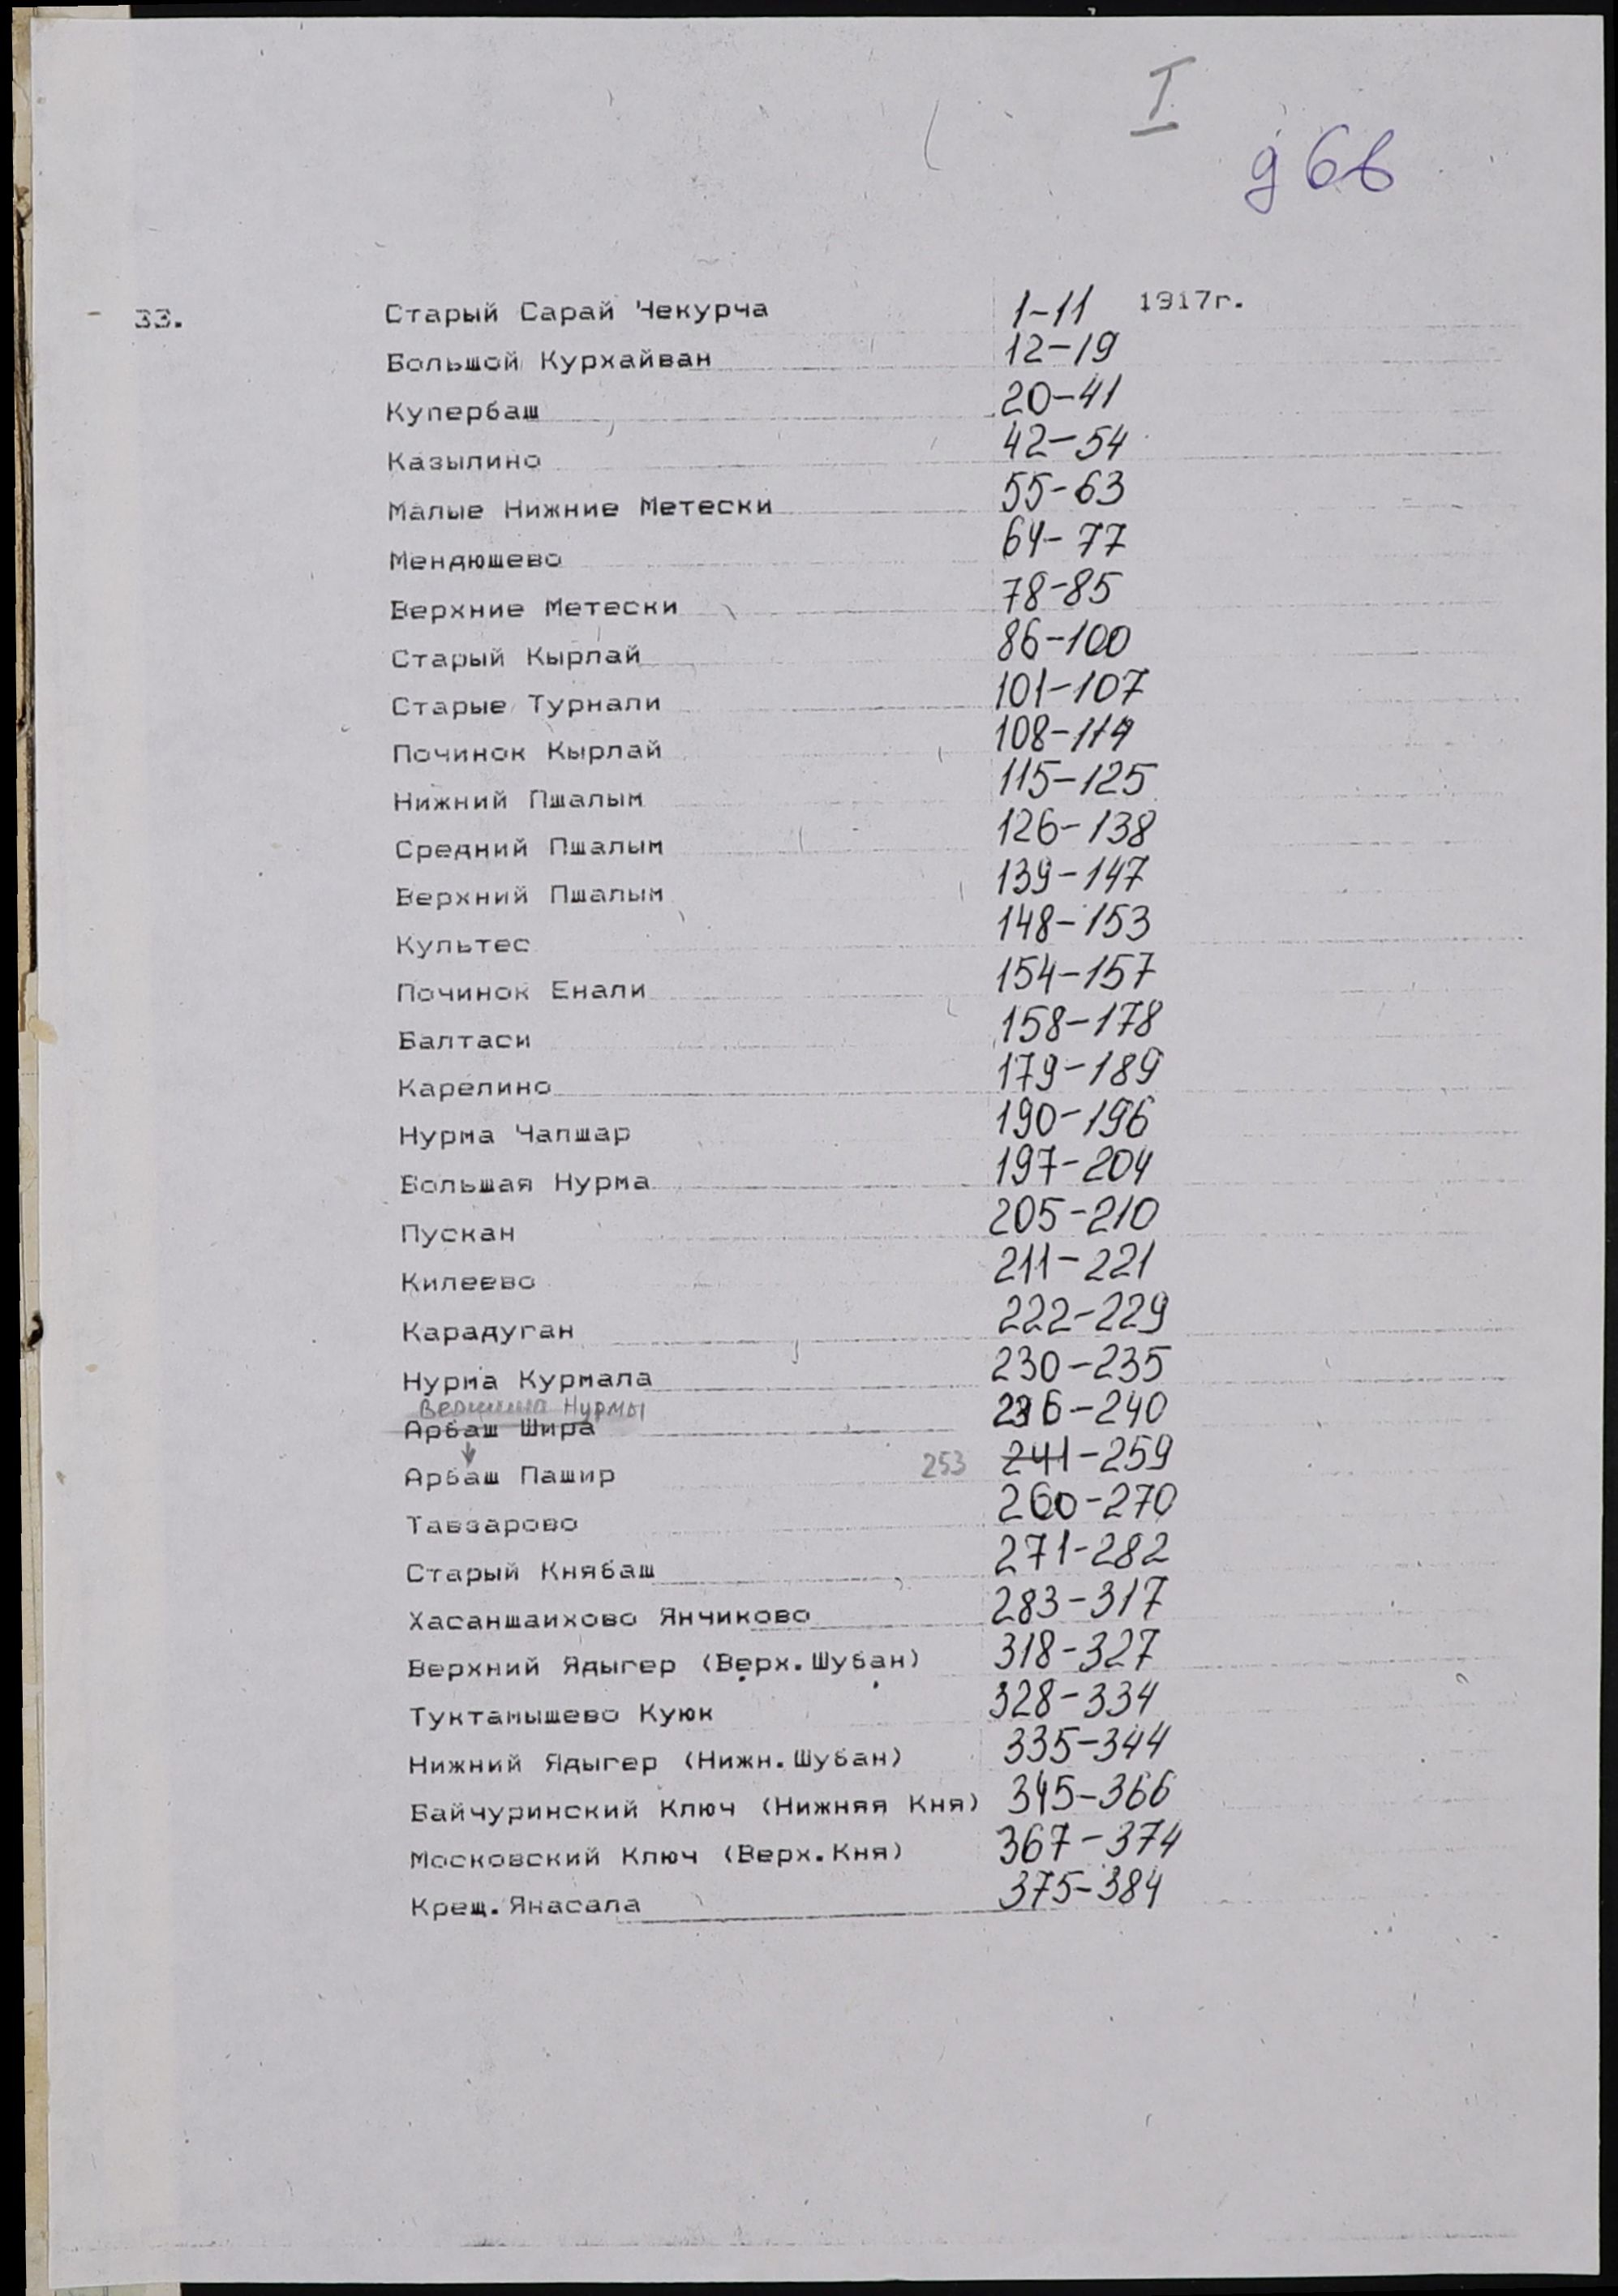 I
д 66
33. Старый Сарай Чекурча 1-11 1917г.
Большой Курхайван 12-19
Купербаш 20-41
Казылино 42-54
Малые Нижние Метески 55-63
Мендюшево 64-77
Верхние Метески 78-85
Старый Кырлай 86-100
Старые Турнали 101-107
Починок Кырлай 108-114
Нижний Пшалым 115-125
Средний Пшалым 126-138
Верхний Пшалым 139-147
Культес 148-153
Починок Енали 154-157
Балтаси 158-178
Карелино 179-189
Нурма Чапшар 190-196
Большая Нурма 197-204
Пускан 205-210
Килеево 211-221
Карадуган 222-229
Нурма Курмала 230-235
Вершина Нурмы
Арбаш Шира 236-240
Арбаш Пашир 253 241-259
Тавзарово 260-270
Старый Княбаш 271-282
Хасаншаихово Янчиково 283-317
Верхний Ядыгер (Верх.Шубан) 318-327
Туктамышево Куюк 328-334
Нижний Ядыгер (Нижн.Шубан) 335-344
Байчуринский Ключ (Нижняя Кня) 345-366
Московский Ключ (Верх.Кня) 367-374
Крещ.Янасала 375-384